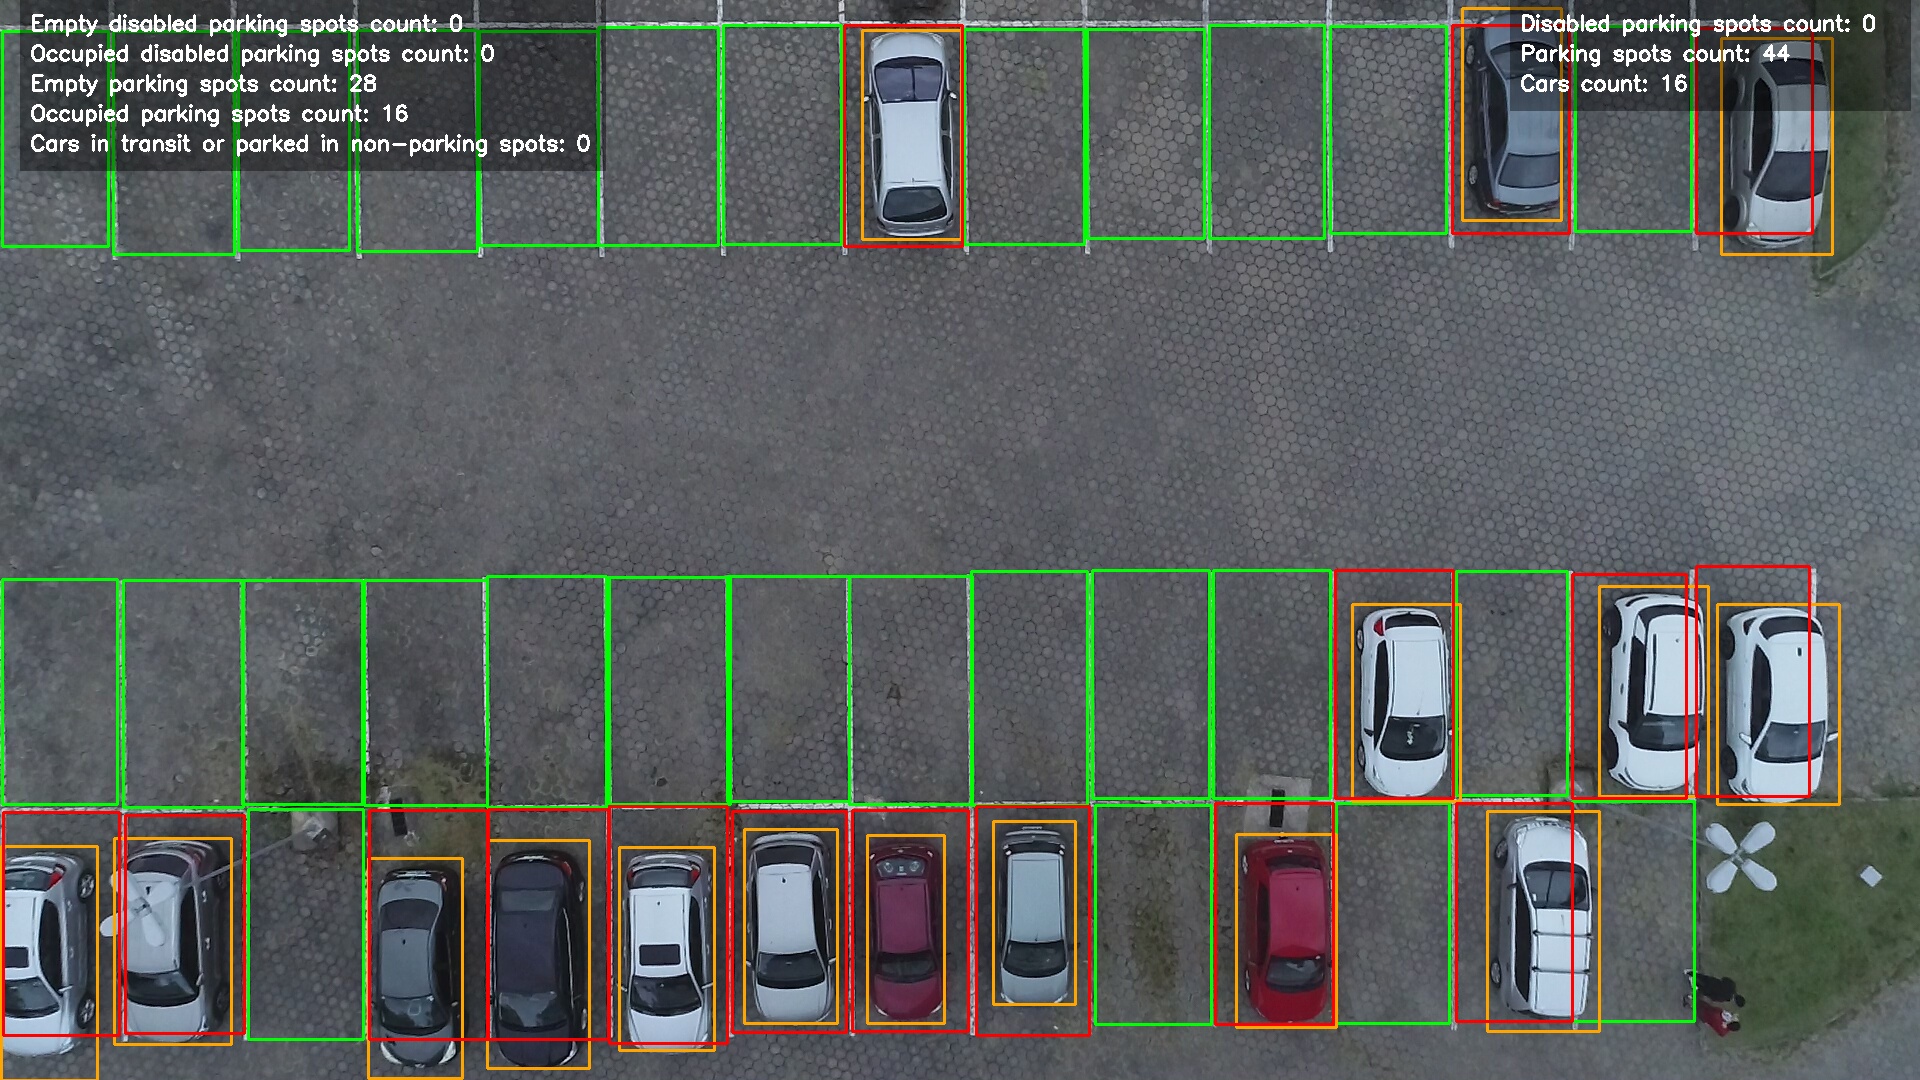 Empty disabled parking spots count: 0
Occupied disabled parking spots count: 0
Empty parking spots count: 28
Occupied parking spots count: 16
Cars in transit or parked in non-parking spots: 0
Disabled parking spots count: 0
Parking spots count: 44
Cars count: 16